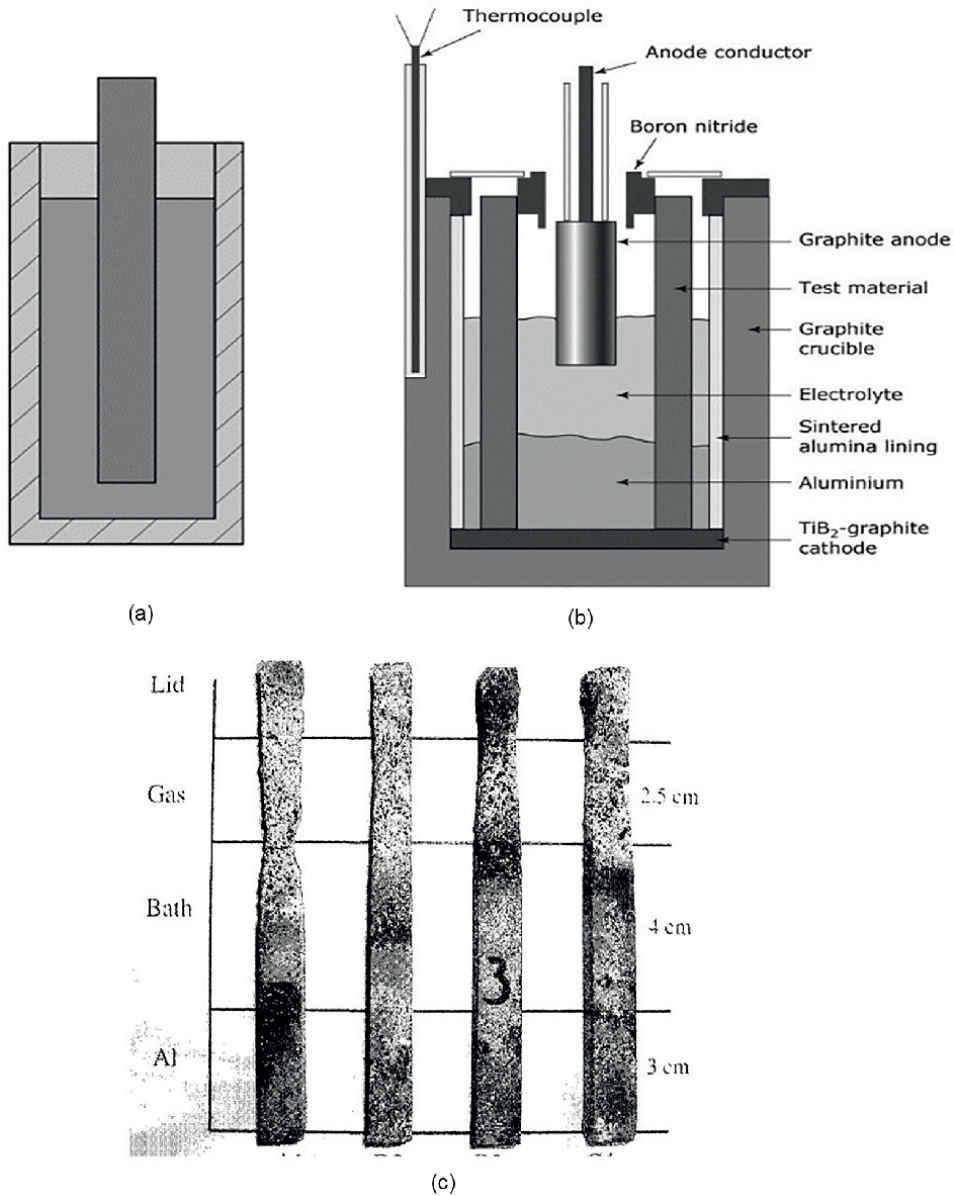 Thermocouple
Anode conductor
Boron nitride
Graphite anode
Test material
Graphite
crucible
Electrolyte
Sintered
alumina lining
Aluminium
TiB₂-graphite
cathode
(a)
(b)
Lid
Gas
2.5 cm
Bath
4 cm
3
Al
3 cm
(c)